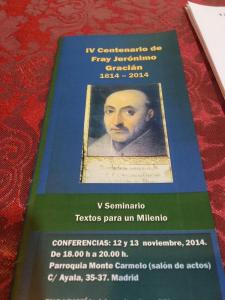 IV Centenario de
Fray Jerónimo
Gracián
1614 – 2014
V Seminario
Textos para un Milenio
CONFERENCIAS: 12 y 13 noviembre, 2014.
De 18.00 h a 20.00 h.
Parroquia Monte Carmelo (salón de actos)
C/ Ayala, 35-37. Madrid